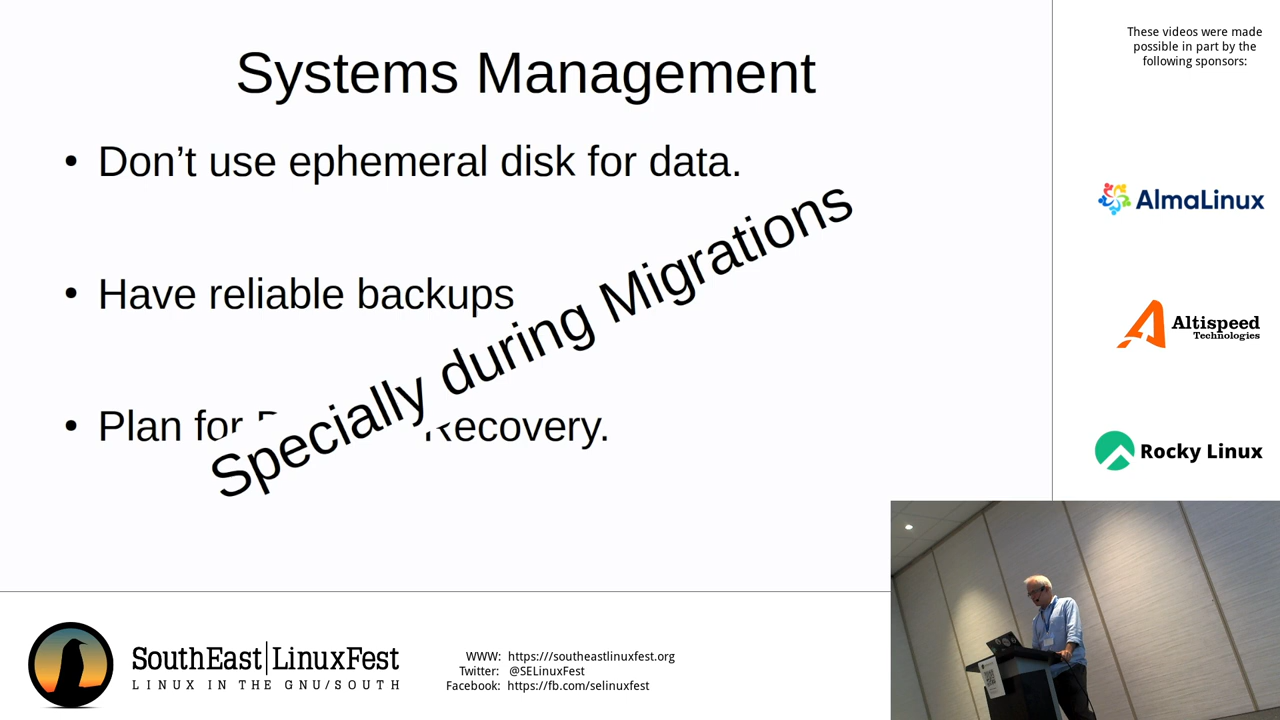 Systems Management
• Don’t use ephemeral disk for data.
• Have reliable backups
• Plan for Recovery.
Specially during Migrations
These videos were made
possible in part by the
following sponsors:
AlmaLinux
Altispeed
Technologies
Rocky Linux
SouthEast|LinuxFest
LINUX IN THE GNU/SOUTH
WWW: https:///southeastlinuxfest.org
Twitter: @SELinuxFest
Facebook: https://fb.com/selinuxfest